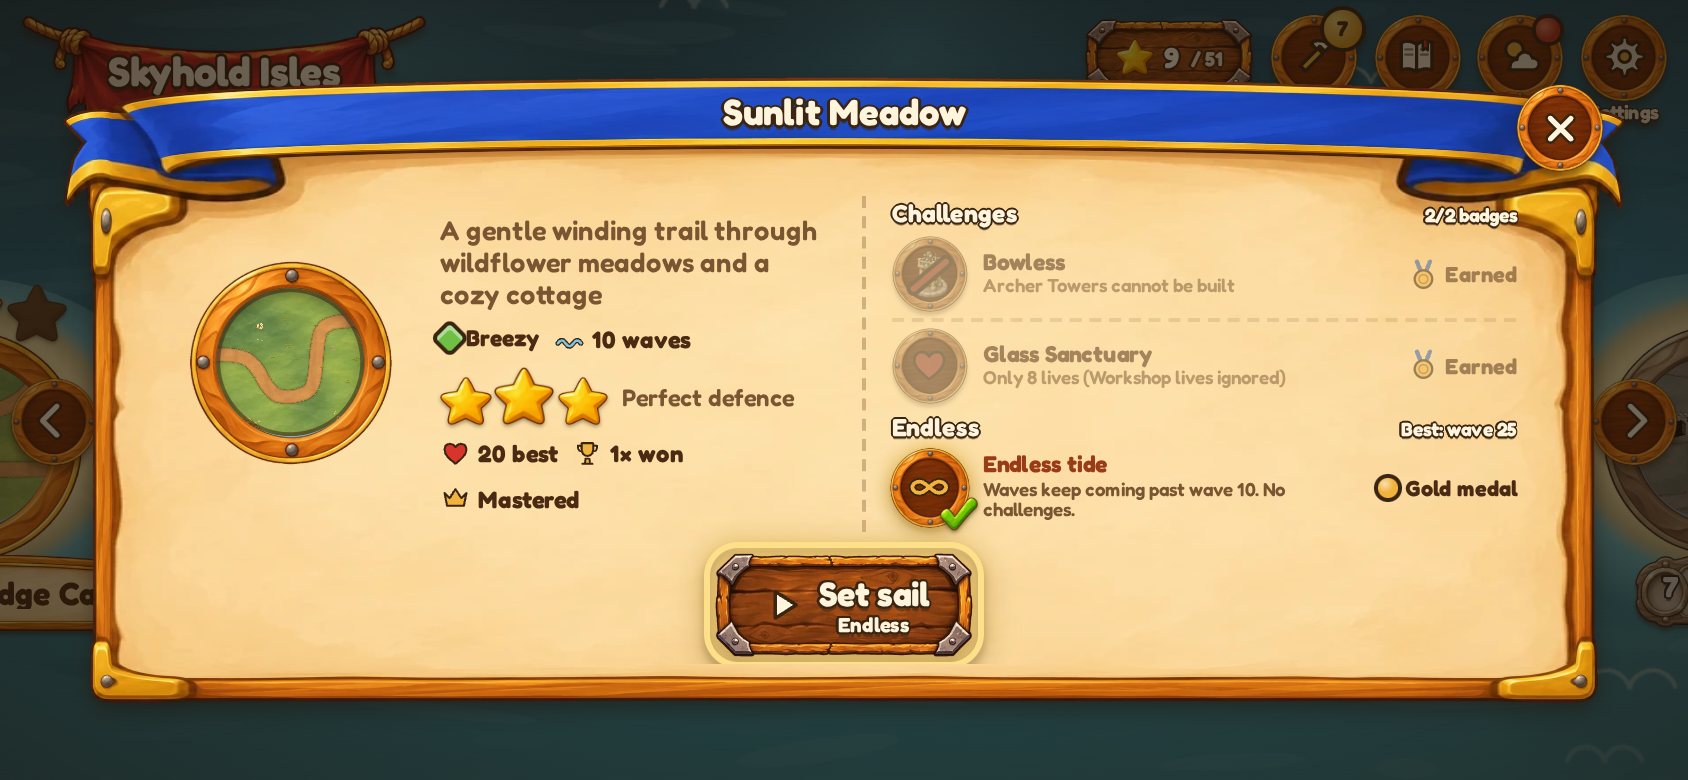 Skyhold Isles
9 /51
7
Sunlit Meadow
A gentle winding trail through
wildflower meadows and a
cozy cottage
Breezy
10 waves
Perfect defence
20 best
1x won
Mastered
Challenges
2/2 badges
Bowless
Archer Towers cannot be built
Earned
Glass Sanctuary
Only 8 lives (Workshop lives ignored)
Earned
Endless
Best: wave 25
Endless tide
Waves keep coming past wave 10. No
challenges.
Gold medal
Set sail
Endless
7